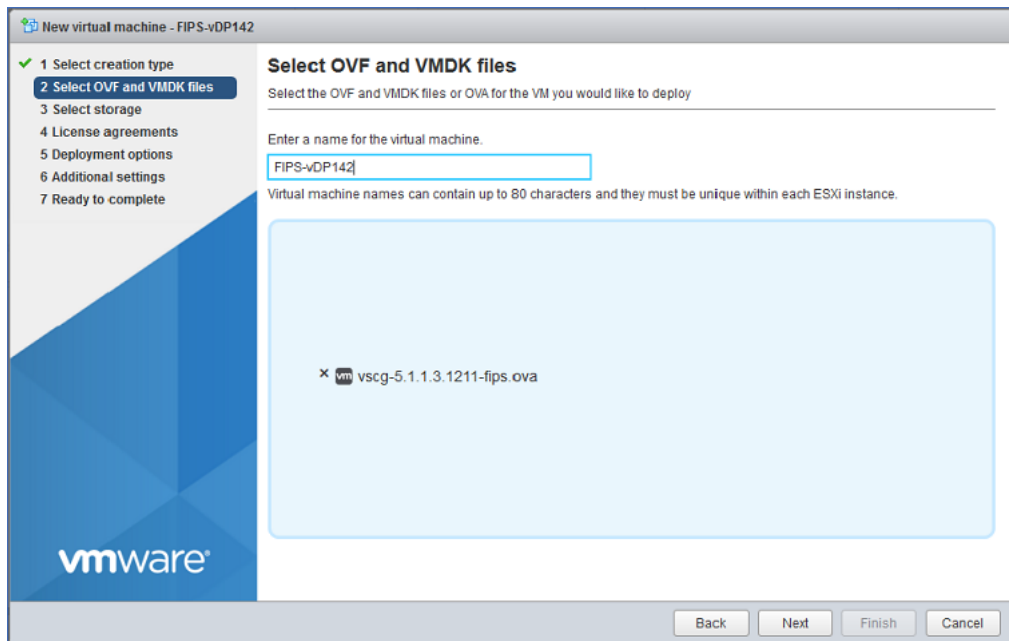 New virtual machine - FIPS-vDP142
1 Select creation type
2 Select OVF and VMDK files
3 Select storage
4 License agreements
5 Deployment options
6 Additional settings
7 Ready to complete
vmware®
Select OVF and VMDK files
Select the OVF and VMDK files or OVA for the VM you would like to deploy
Enter a name for the virtual machine.
FIPS-vDP142
Virtual machine names can contain up to 80 characters and they must be unique within each ESXi instance.
× vm vscg-5.1.1.3.1211-fips.ova
Back Next Finish Cancel